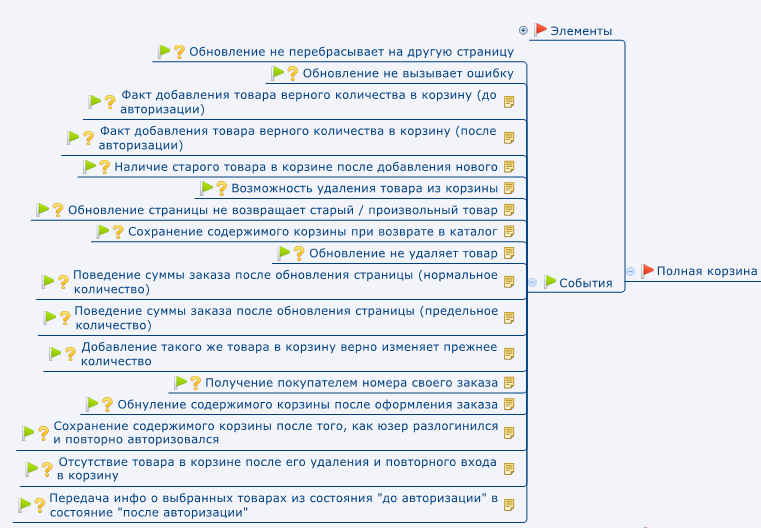 Элементы
Обновление не перебрасывает на другую страницу
Обновление не вызывает ошибку
Факт добавления товара верного количества в корзину (до
авторизации)
Факт добавления товара верного количества в корзину (после
авторизации)
Наличие старого товара в корзине после добавления нового
Возможность удаления товара из корзины
Обновление страницы не возвращает старый / произвольный товар
Сохранение содержимого корзины при возврате в каталог
Обновление не удаляет товар
Полная корзина
Поведение суммы заказа после обновления страницы (нормальное
количество)
События
Поведение суммы заказа после обновления страницы (предельное
количество)
Добавление такого же товара в корзину верно изменяет прежнее
количество
Получение покупателем номера своего заказа
Обнуление содержимого корзины после оформления заказа
Сохранение содержимого корзины после того, как юзер разлогинился
и повторно авторизовался
Отсутствие товара в корзине после его удаления и повторного входа
в корзину
Передача инфо о выбранных товарах из состояния "до авторизации" в
состояние "после авторизации"